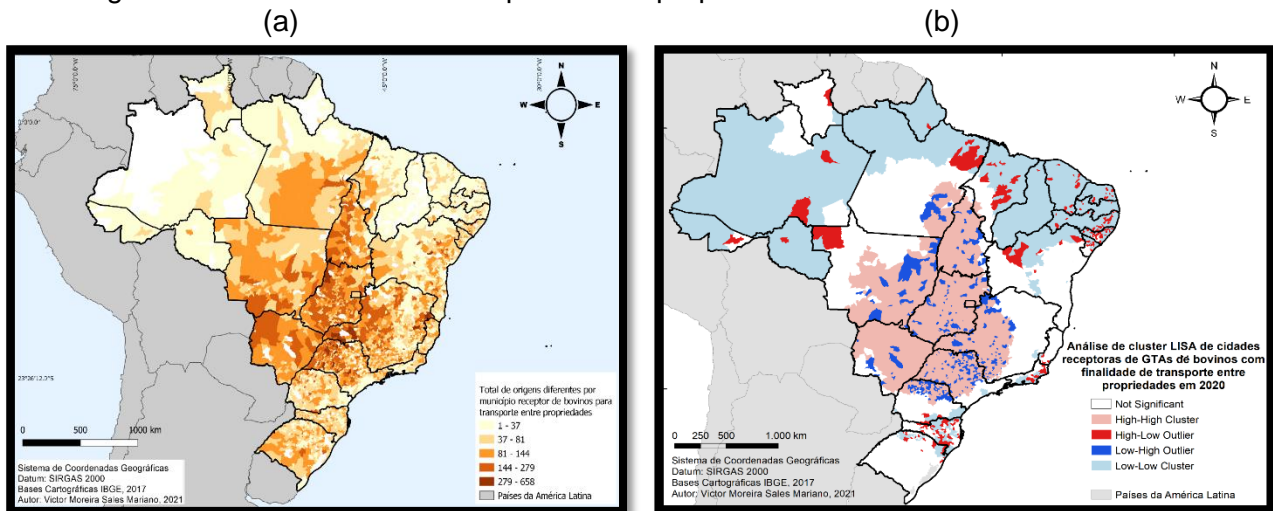 (a)
(b)
N
W
E
S
Total de origens diferentes por
município receptor de bovinos para
transporte entre propriedades
1 - 37
37 - 81
81 - 144
144 - 279
279 - 658
Países da América Latina
0
500
1000 km
Sistema de Coordenadas Geográficas
Datum: SIRGAS 2000
Bases Cartográficas IBGE, 2017
Autor: Victor Moreira Sales Mariano, 2021
N
W
E
S
Análise de cluster LISA de cidades
receptoras de GTAs de bovinos com
finalidade de transporte entre
propriedades em 2020
Not Significant
High-High Cluster
High-Low Outlier
Low-High Outlier
Low-Low Cluster
Países da América Latina
0 250 500
1.000 km
Sistema de Coordenadas Geográficas
Datum: SIRGAS 2000
Bases Cartográficas IBGE, 2017
Autor: Victor Moreira Sales Mariano, 2021